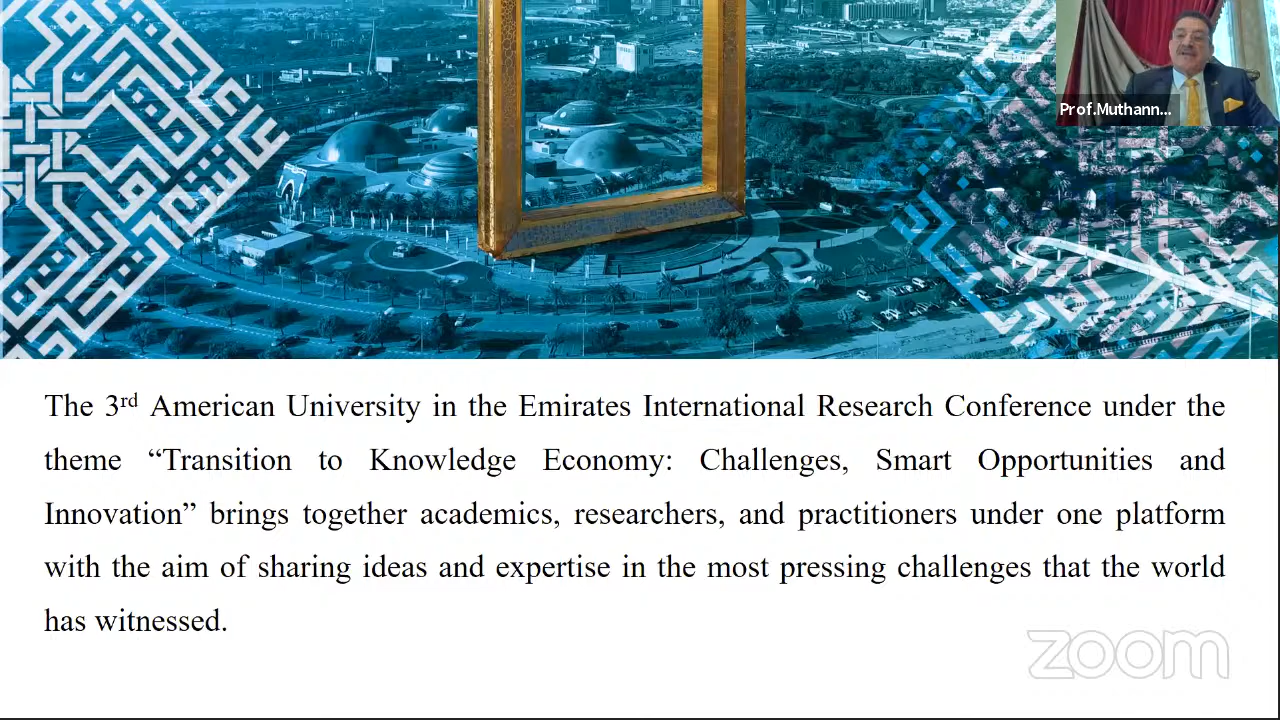 Prof.Muthann...
The 3rd American University in the Emirates International Research Conference under the
theme “Transition to Knowledge Economy: Challenges, Smart Opportunities and
Innovation” brings together academics, researchers, and practitioners under one platform
with the aim of sharing ideas and expertise in the most pressing challenges that the world
has witnessed.
zoom